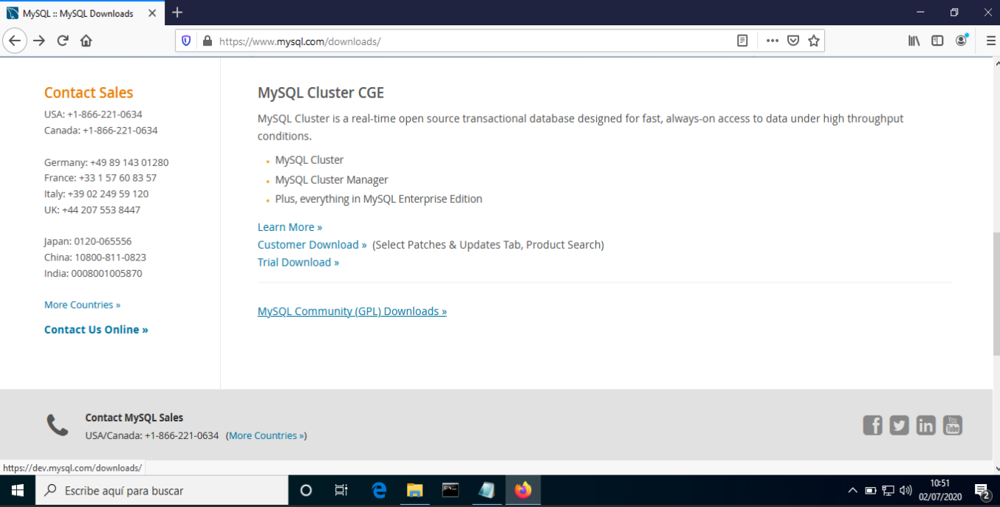 MySQL :: MySQL Downloads
https://www.mysql.com/downloads/
Contact Sales
USA: +1-866-221-0634
Canada: +1-866-221-0634
Germany: +49 89 143 01280
France: +33 1 57 60 83 57
Italy: +39 02 249 59 120
UK: +44 207 553 8447
Japan: 0120-065556
China: 10800-811-0823
India: 0008001005870
More Countries »
Contact Us Online »
MySQL Cluster CGE
MySQL Cluster is a real-time open source transactional database designed for fast, always-on access to data under high throughput
conditions.
• MySQL Cluster
• MySQL Cluster Manager
• Plus, everything in MySQL Enterprise Edition
Learn More »
Customer Download » (Select Patches & Updates Tab, Product Search)
Trial Download »
MySQL Community (GPL) Downloads »
Contact MySQL Sales
USA/Canada: +1-866-221-0634 (More Countries »)
You
Tube
https://dev.mysql.com/downloads/
Escribe aquí para buscar
10:51
02/07/2020
2